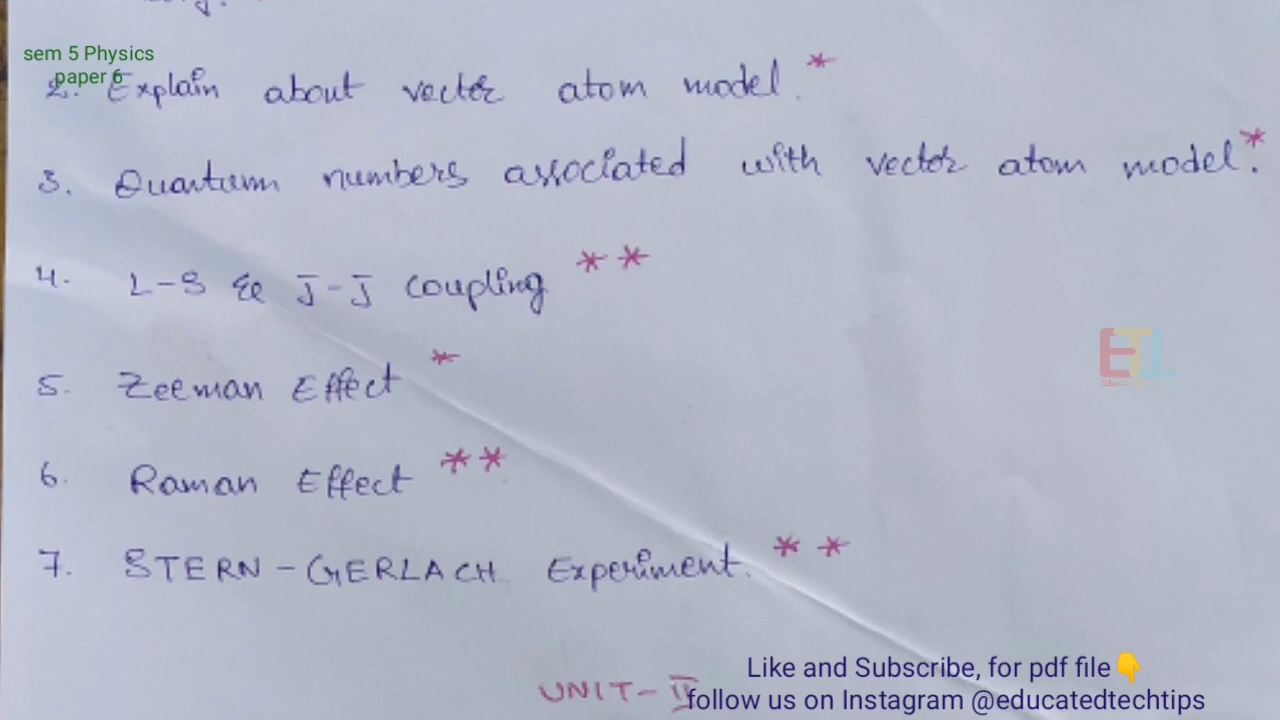 sem 5 Physics
paper 6
2. Explain about vector atom model. *
3. Quantum numbers associated with vector atom model. *
4. L-S & J-J coupling **
5. Zeeman Effect *
6. Raman Effect **
7. STERN-GERLACH Experiment. **
ETL
UNIT-II
Like and Subscribe, for pdf file👇
follow us on Instagram @educatedtechtips